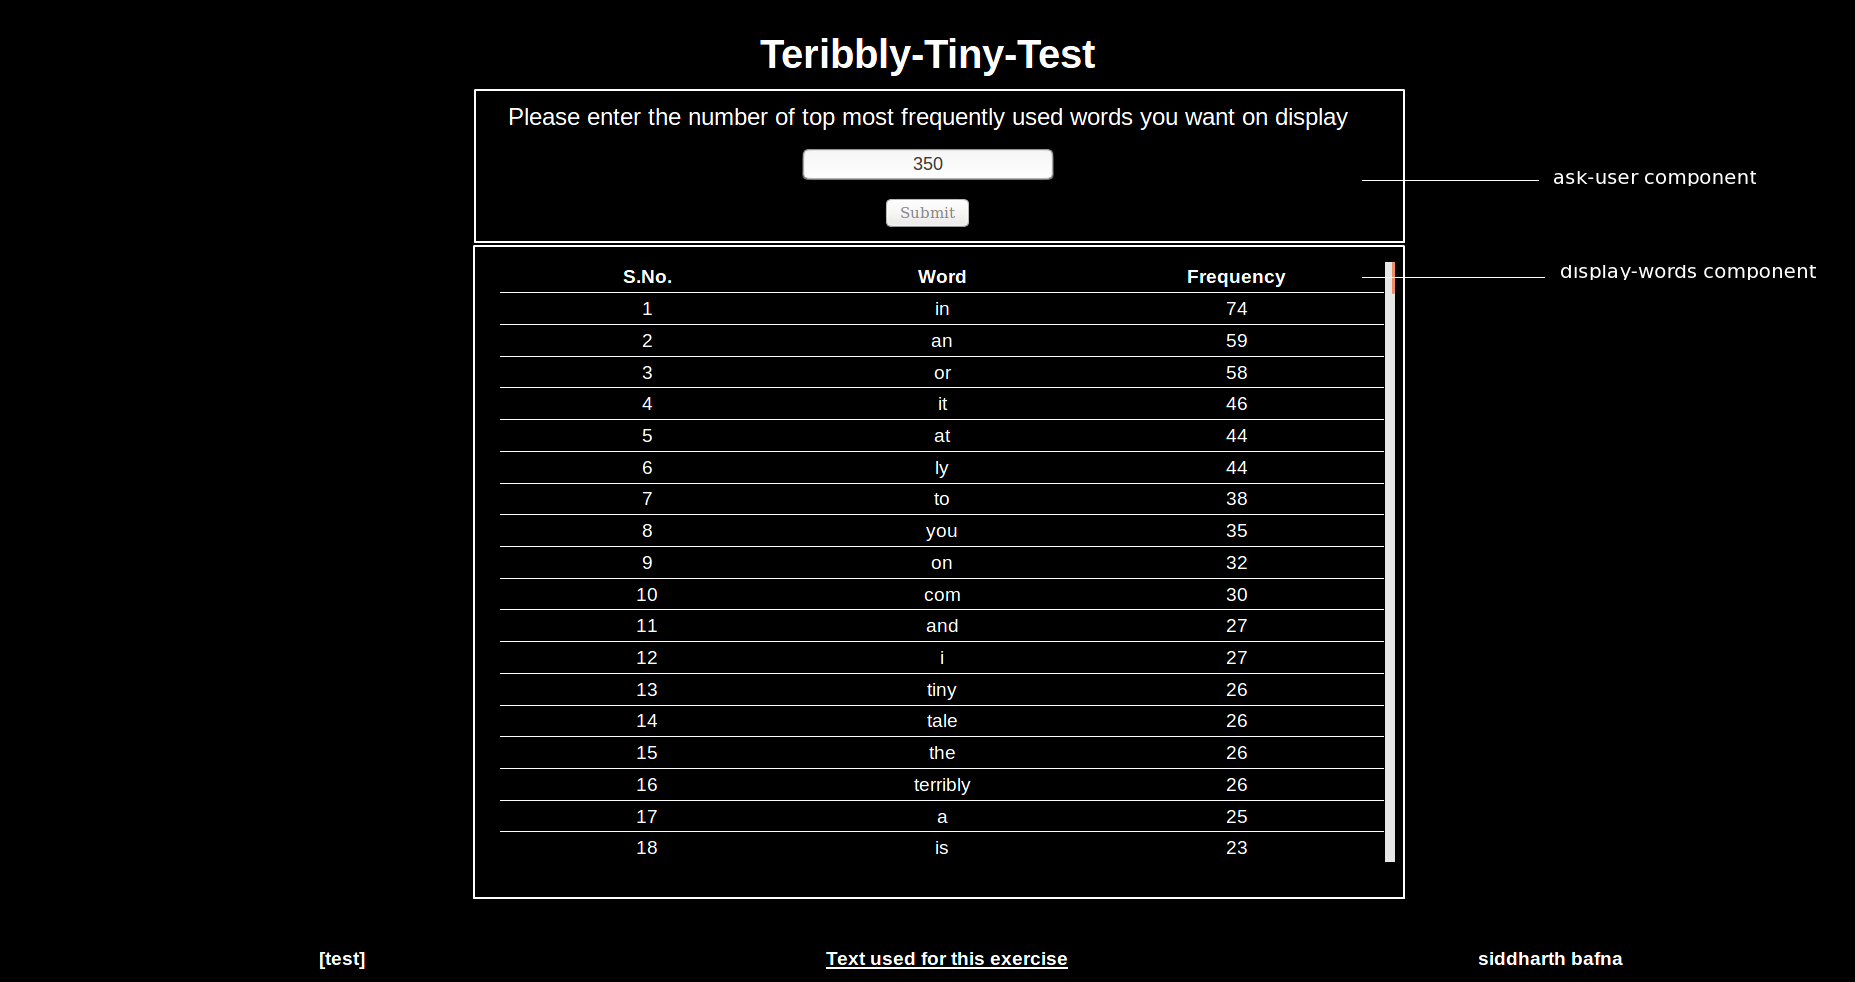 Teribbly-Tiny-Test
Please enter the number of top most frequently used words you want on display
350
Submit
ask-user component
S.No. Word Frequency
display-words component
1 in 74
2 an 59
3 or 58
4 it 46
5 at 44
6 ly 44
7 to 38
8 you 35
9 on 32
10 com 30
11 and 27
12 i 27
13 tiny 26
14 tale 26
15 the 26
16 terribly 26
17 a 25
18 is 23
[test] Text used for this exercise siddharth bafna